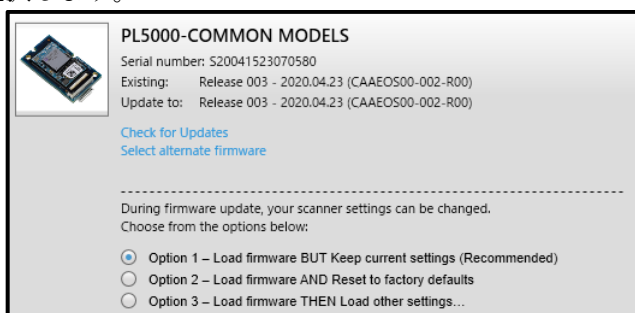 PL5000-COMMON MODELS
Serial number: S20041523070580
Existing: Release 003 - 2020.04.23 (CAAEOS00-002-R00)
Update to: Release 003 - 2020.04.23 (CAAEOS00-002-R00)
Check for Updates
Select alternate firmware
During firmware update, your scanner settings can be changed.
Choose from the options below:
Option 1 – Load firmware BUT Keep current settings (Recommended)
Option 2 – Load firmware AND Reset to factory defaults
Option 3 – Load firmware THEN Load other settings…